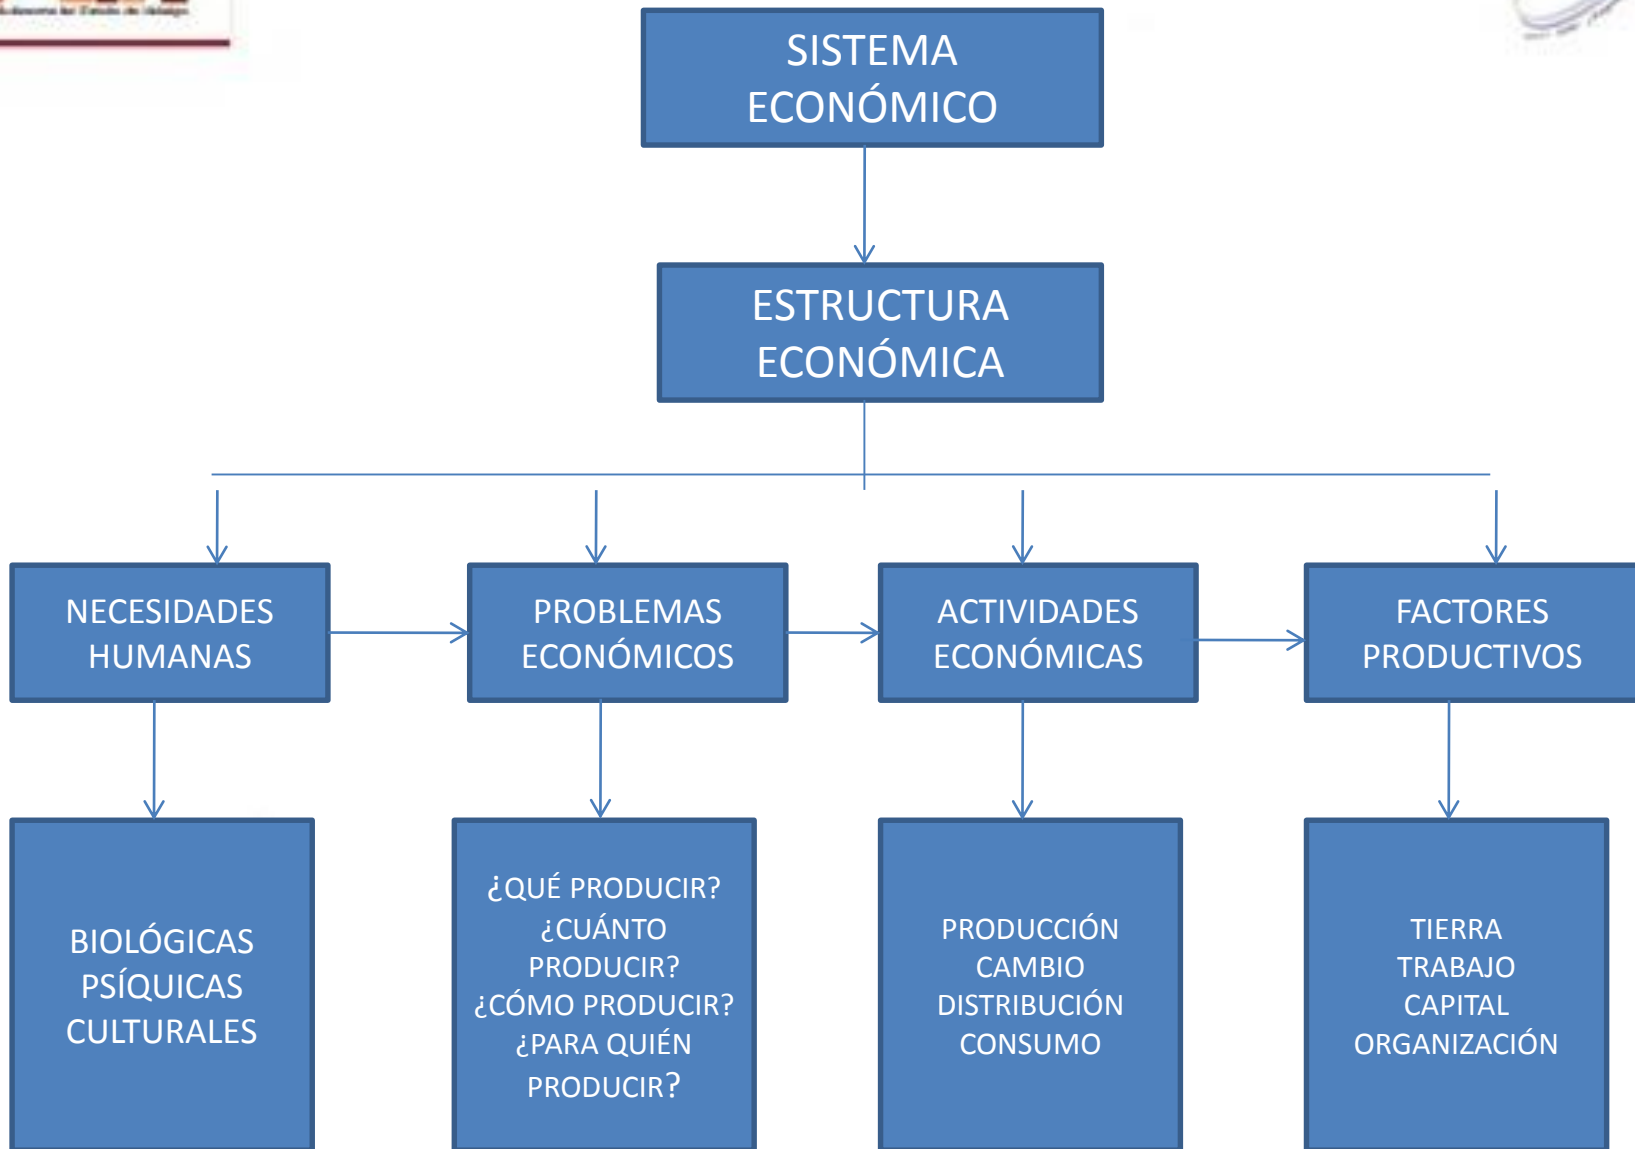 SISTEMA
ECONÓMICO
ESTRUCTURA
ECONÓMICA
NECESIDADES
HUMANAS
PROBLEMAS
ECONÓMICOS
ACTIVIDADES
ECONÓMICAS
FACTORES
PRODUCTIVOS
BIOLÓGICAS
PSÍQUICAS
CULTURALES
¿QUÉ PRODUCIR?
¿CUÁNTO
PRODUCIR?
¿CÓMO PRODUCIR?
¿PARA QUIÉN
PRODUCIR?
PRODUCCIÓN
CAMBIO
DISTRIBUCIÓN
CONSUMO
TIERRA
TRABAJO
CAPITAL
ORGANIZACIÓN